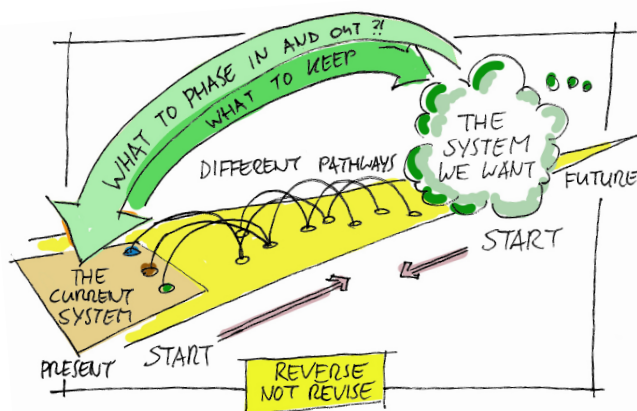 WHAT TO PHASE IN AND OUT?!
WHAT TO KEEP
THE
SYSTEM
WE WANT
DIFFERENT PATHWAYS
FUTURE
START
THE
CURRENT
SYSTEM
PRESENT
START
REVERSE
NOT REVISE